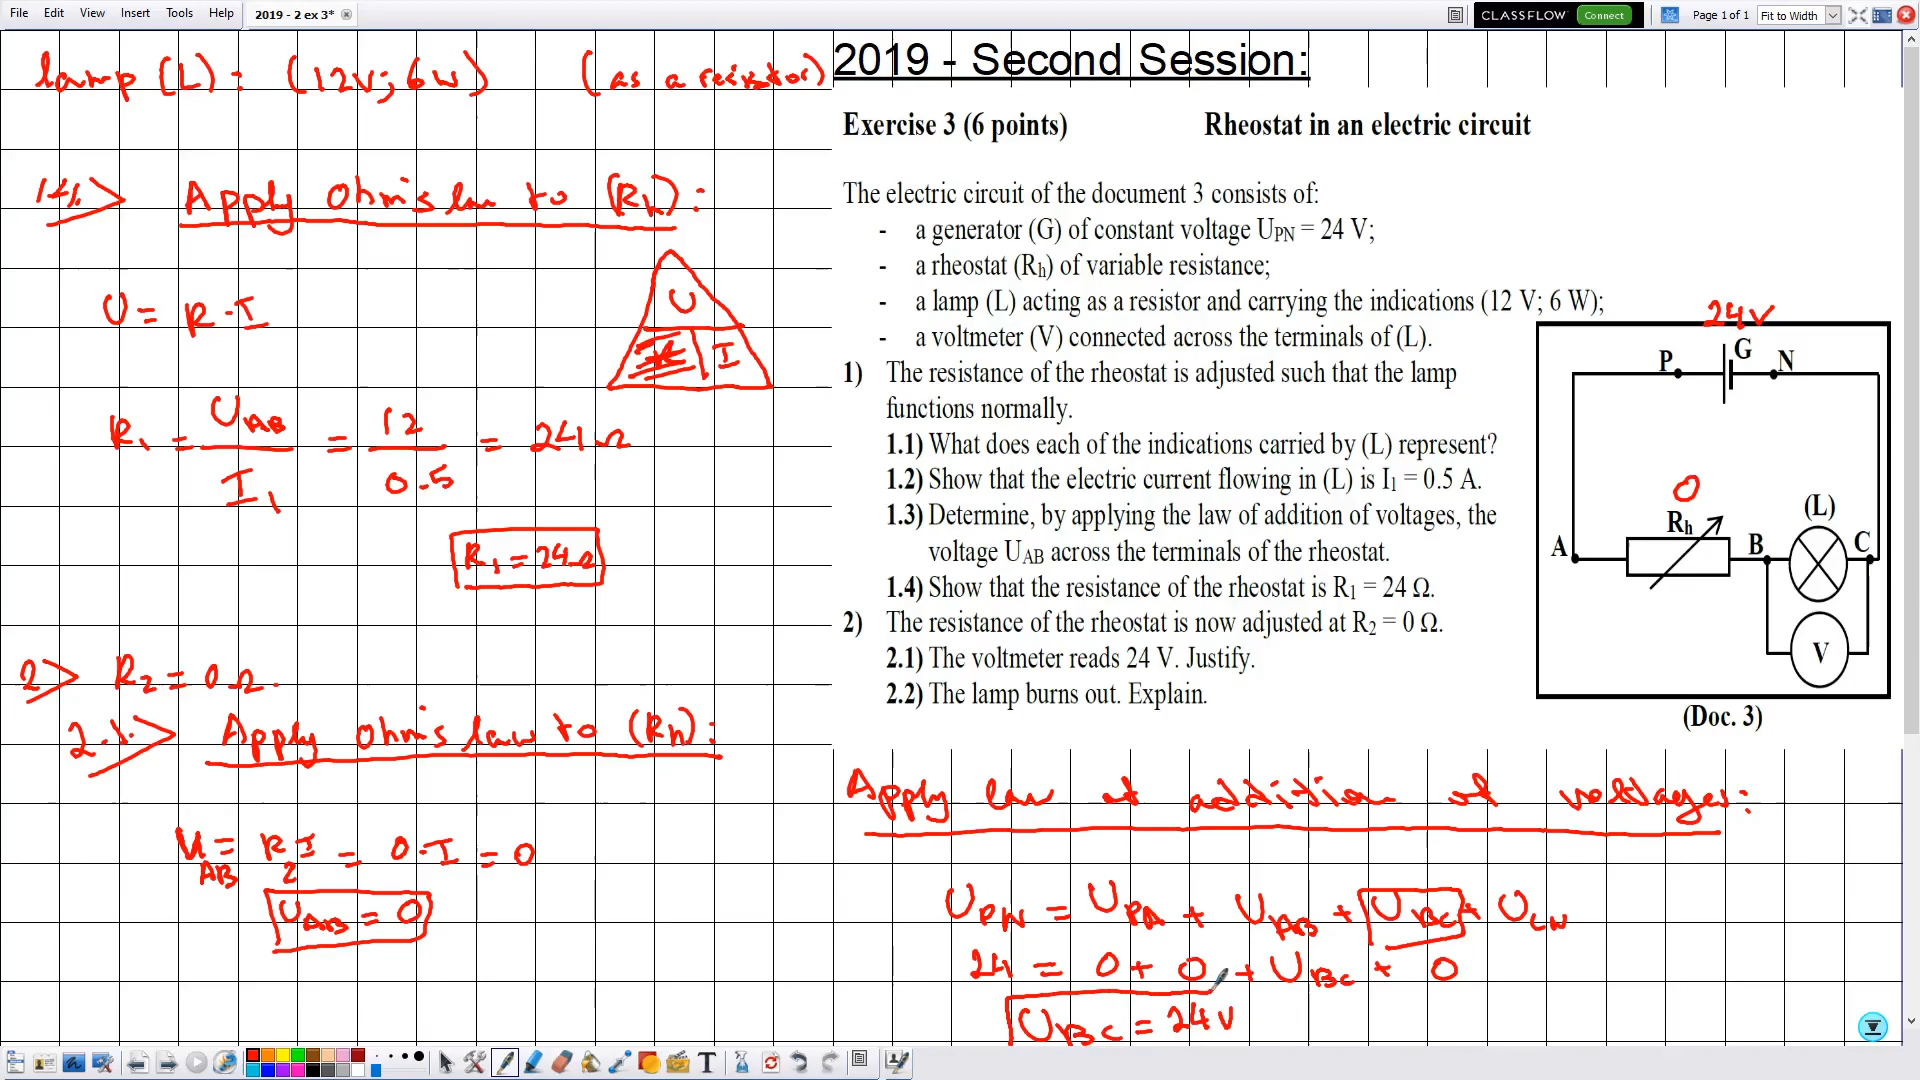 File Edit View Insert Tools Help 2019 - 2 ex 3* CLASSFLOW Connect Page 1 of 1 Fit to Width
lamp (L) : (12V; 6W) (as a resistor)
1.4) Apply Ohm's law to (Rh) :
U = R.I
U
I
R1 = UAB / I1 = 12 / 0.5 = 24 Ω
R1 = 24 Ω
2) R2 = 0 Ω.
2.1) Apply ohm's law to (Rh) :
UAB = R2 I = 0.I = 0
UAB = 0
2019 - Second Session:
Exercise 3 (6 points) Rheostat in an electric circuit
The electric circuit of the document 3 consists of:
- a generator (G) of constant voltage UPN = 24 V;
- a rheostat (Rh) of variable resistance;
- a lamp (L) acting as a resistor and carrying the indications (12 V; 6 W);
- a voltmeter (V) connected across the terminals of (L).
1) The resistance of the rheostat is adjusted such that the lamp
functions normally.
1.1) What does each of the indications carried by (L) represent?
1.2) Show that the electric current flowing in (L) is I1 = 0.5 A.
1.3) Determine, by applying the law of addition of voltages, the
voltage UAB across the terminals of the rheostat.
1.4) Show that the resistance of the rheostat is R1 = 24 Ω.
2) The resistance of the rheostat is now adjusted at R2 = 0 Ω.
2.1) The voltmeter reads 24 V. Justify.
2.2) The lamp burns out. Explain.
24V
P G N
0
Rh (L)
A B C
V
(Doc. 3)
Apply law of addition of voltages:
UPN = UPA + UAB + UBC + UCN
24 = 0 + 0 + UBC + 0
UBC = 24V